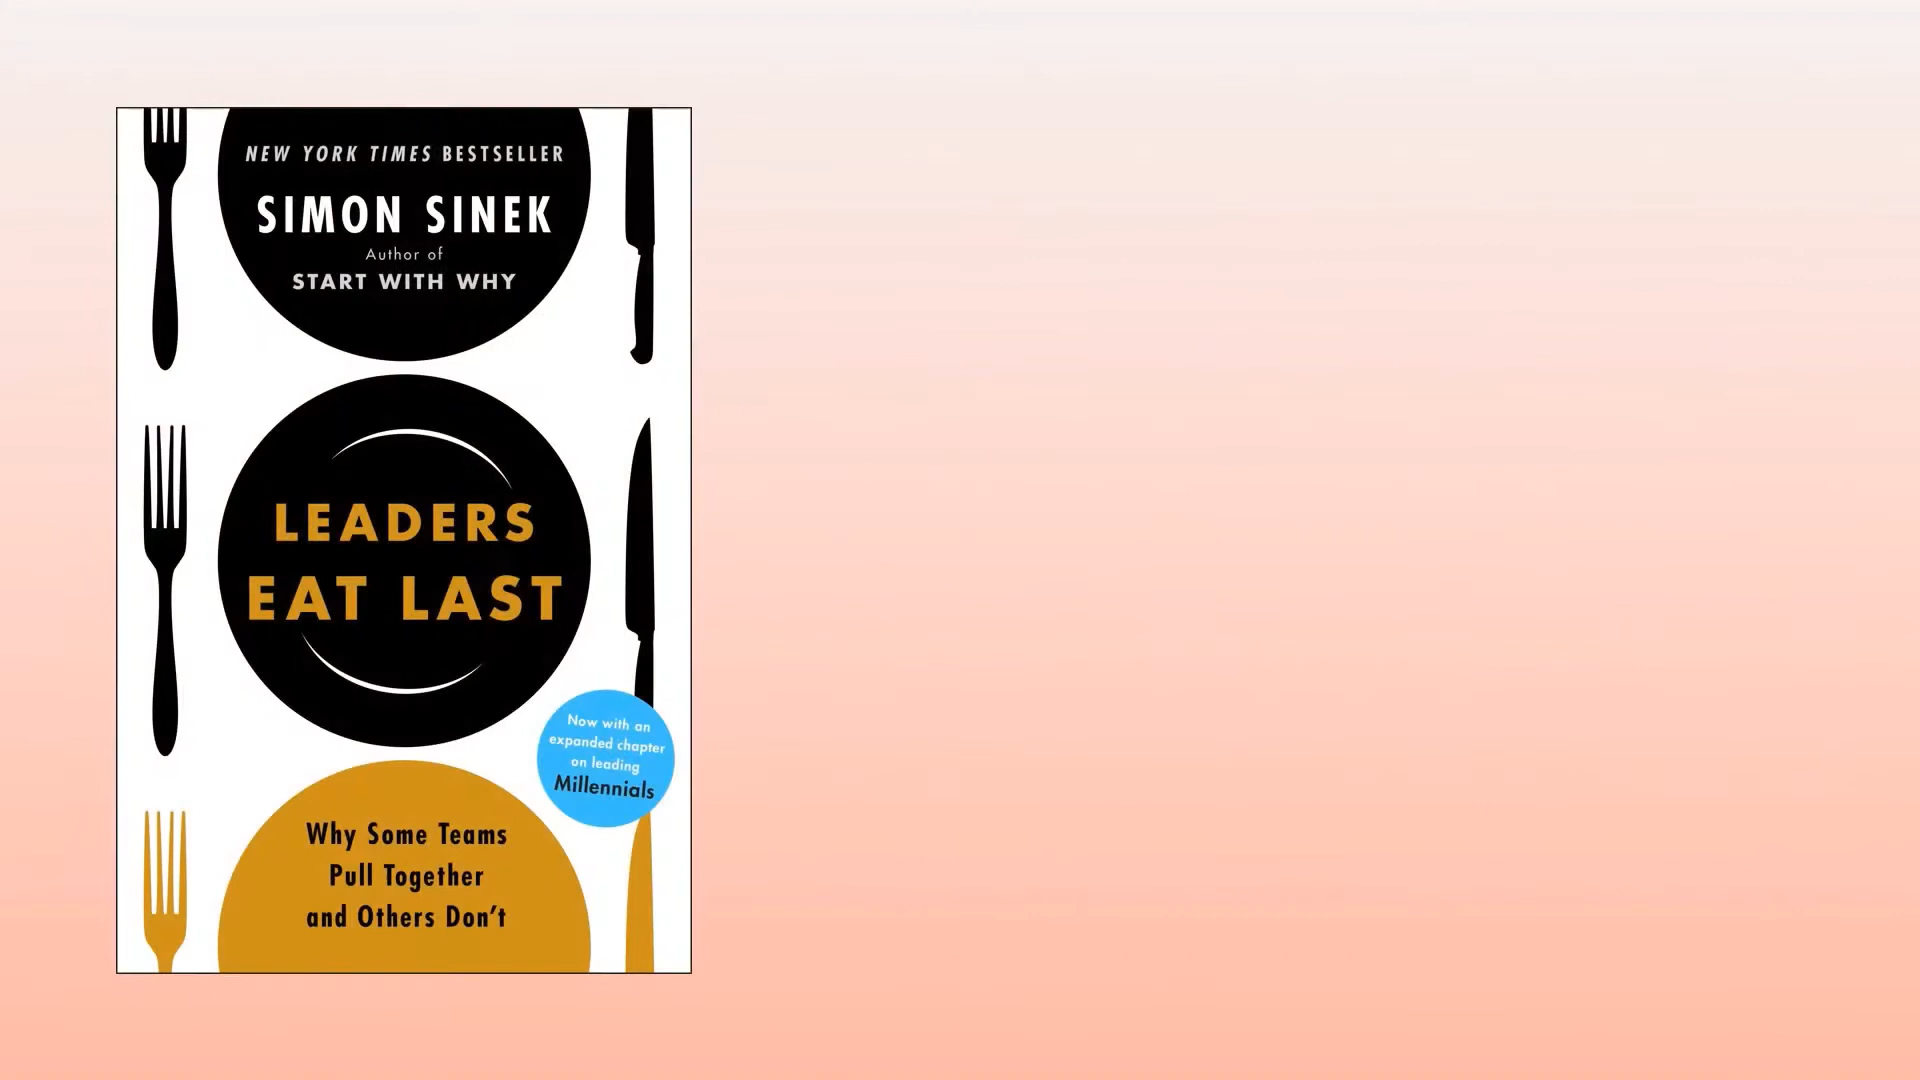 NEW YORK TIMES BESTSELLER
SIMON SINEK
Author of
START WITH WHY
LEADERS
EAT LAST
Now with an
expanded chapter
on leading
Millennials
Why Some Teams
Pull Together
and Others Don’t